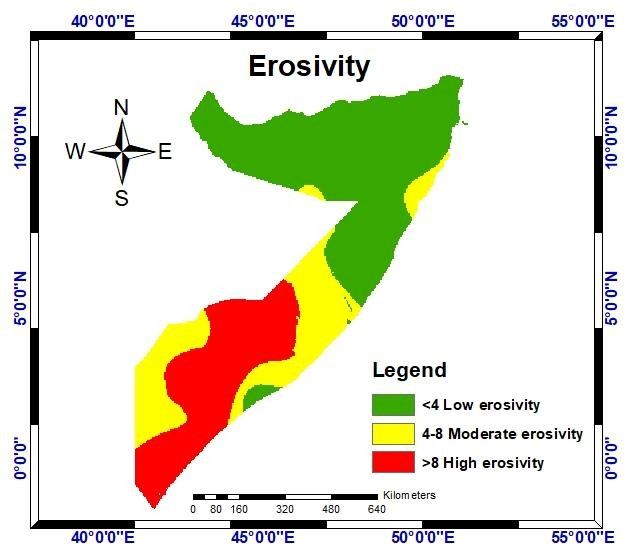 40°0'0"E 45°0'0"E 50°0'0"E 55°0'0"E
Erosivity
N
W E
S
10°0'0"N 10°0'0"N
5°0'0"N 5°0'0"N
0°0'0" 0°0'0"
Legend
<4 Low erosivity
4-8 Moderate erosivity
>8 High erosivity
Kilometers
0 80 160 320 480 640
40°0'0"E 45°0'0"E 50°0'0"E 55°0'0"E